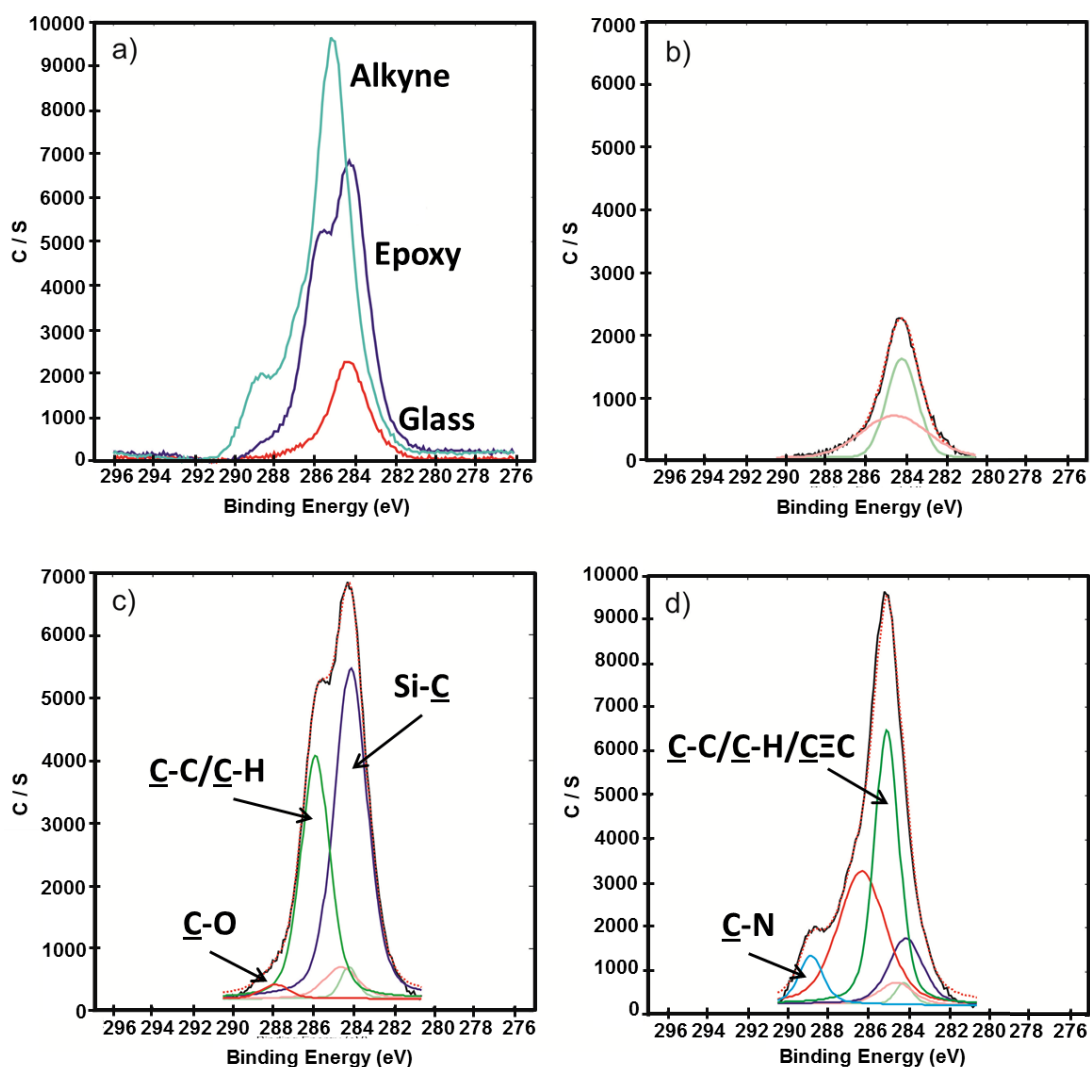 a)
10000
9000
8000
7000
6000
5000
4000
3000
2000
1000
0
C / S
Alkyne
Epoxy
Glass
296 294 292 290 288 286 284 282 280 278 276
Binding Energy (eV)
b)
7000
6000
5000
4000
3000
2000
1000
0
C / S
296 294 292 290 288 286 284 282 280 278 276
Binding Energy (eV)
c)
7000
6000
5000
4000
3000
2000
1000
0
C / S
Si-C
C-C/C-H
C-O
296 294 292 290 288 286 284 282 280 278 276
Binding Energy (eV)
d)
10000
9000
8000
7000
6000
5000
4000
3000
2000
1000
0
C / S
C-C/C-H/C≡C
C-N
296 294 292 290 288 286 284 282 280 278 276
Binding Energy (eV)